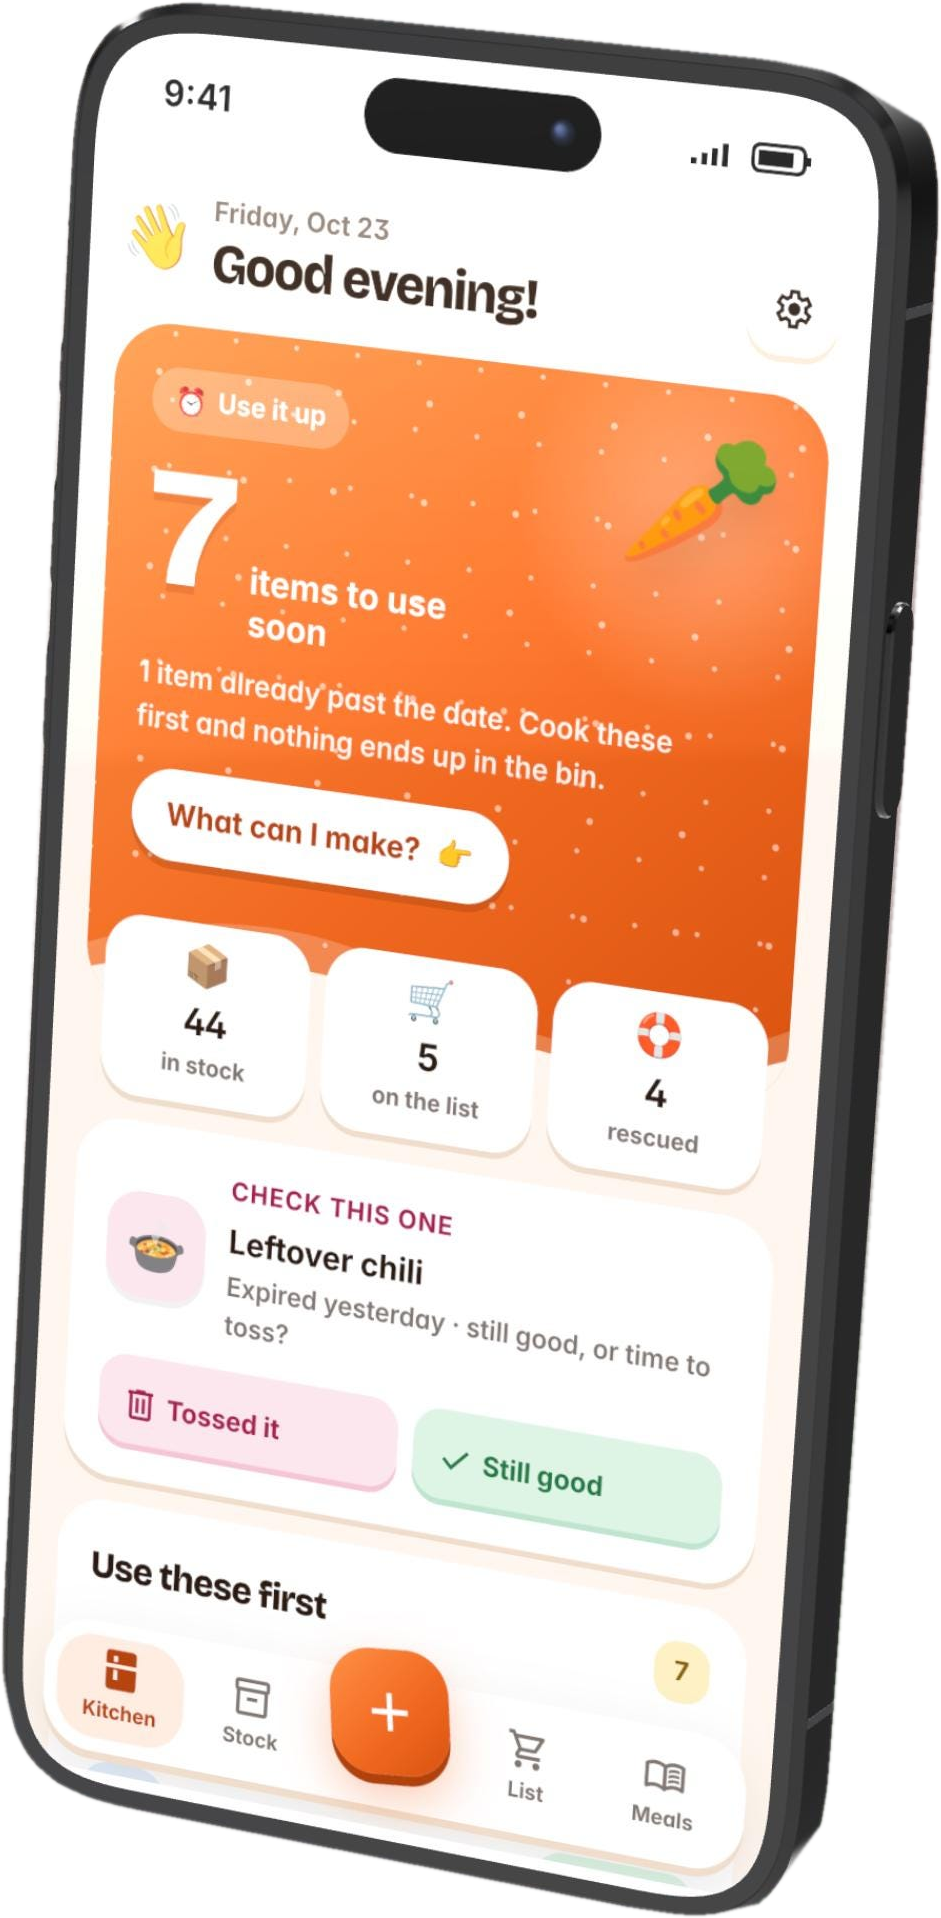 9:41
Friday, Oct 23
Good evening!
Use it up
7
items to use
soon
1 item already past the date. Cook these
first and nothing ends up in the bin.
What can I make?
44
in stock
5
on the list
4
rescued
CHECK THIS ONE
Leftover chili
Expired yesterday · still good, or time to
toss?
Tossed it
Still good
Use these first
7
Kitchen
Stock
List
Meals